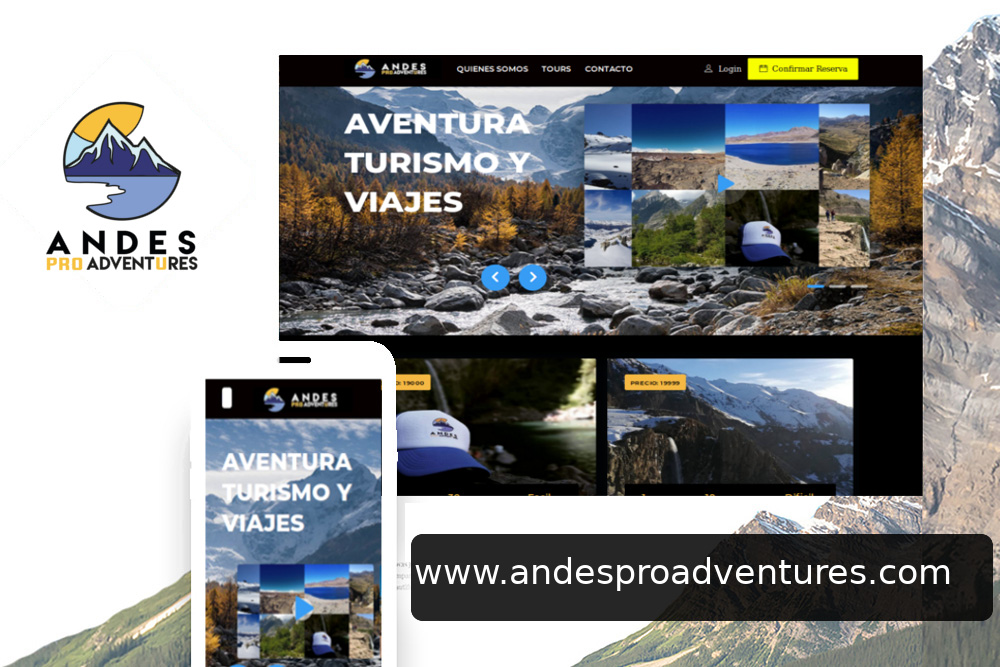 ANDES
PRO ADVENTURES
ANDES
PRO ADVENTURES
QUIENES SOMOS
TOURS
CONTACTO
Login
Confirmar Reserva
AVENTURA
TURISMO Y
VIAJES
19000
PRECIO: 19999
ANDES
ANDES
PRO ADVENTURES
AVENTURA
TURISMO Y
VIAJES
www.andesproadventures.com